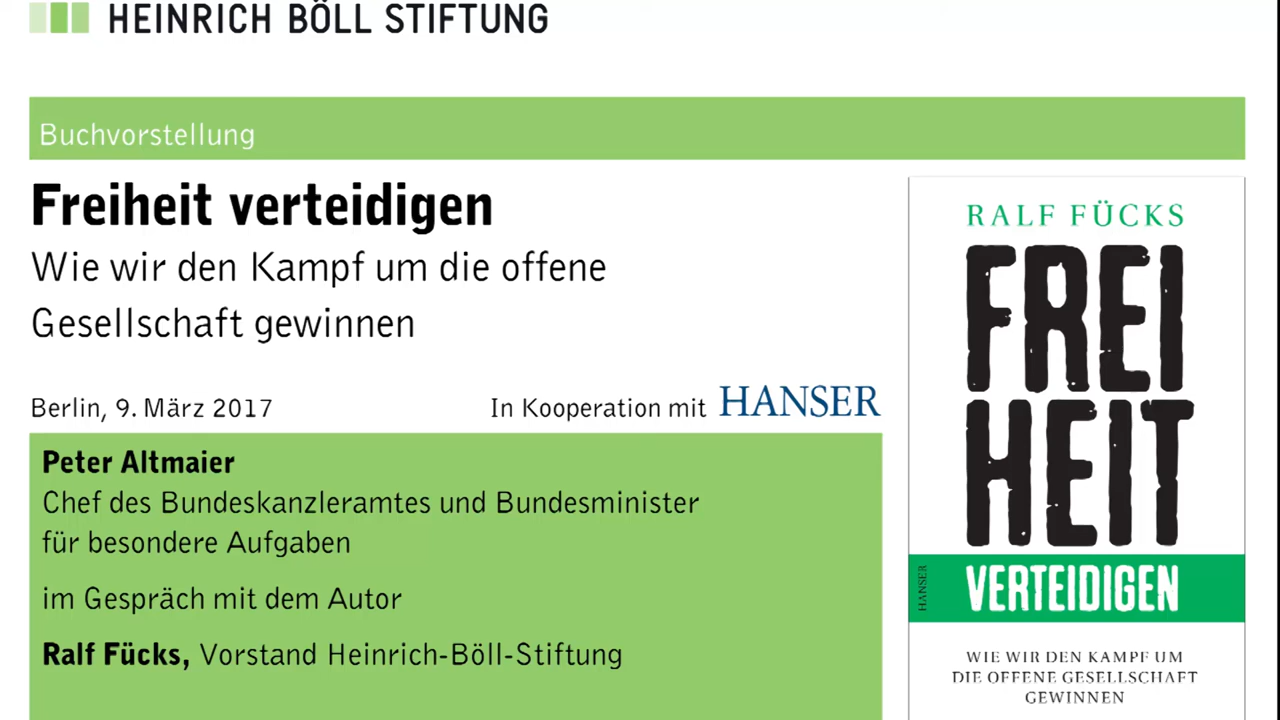 HEINRICH BÖLL STIFTUNG
Buchvorstellung
Freiheit verteidigen
Wie wir den Kampf um die offene
Gesellschaft gewinnen
Berlin, 9. März 2017
In Kooperation mit HANSER
Peter Altmaier
Chef des Bundeskanzleramtes und Bundesminister
für besondere Aufgaben
im Gespräch mit dem Autor
Ralf Fücks, Vorstand Heinrich-Böll-Stiftung
RALF FÜCKS
FREI
HEIT
HANSER
VERTEIDIGEN
WIE WIR DEN KAMPF UM
DIE OFFENE GESELLSCHAFT
GEWINNEN